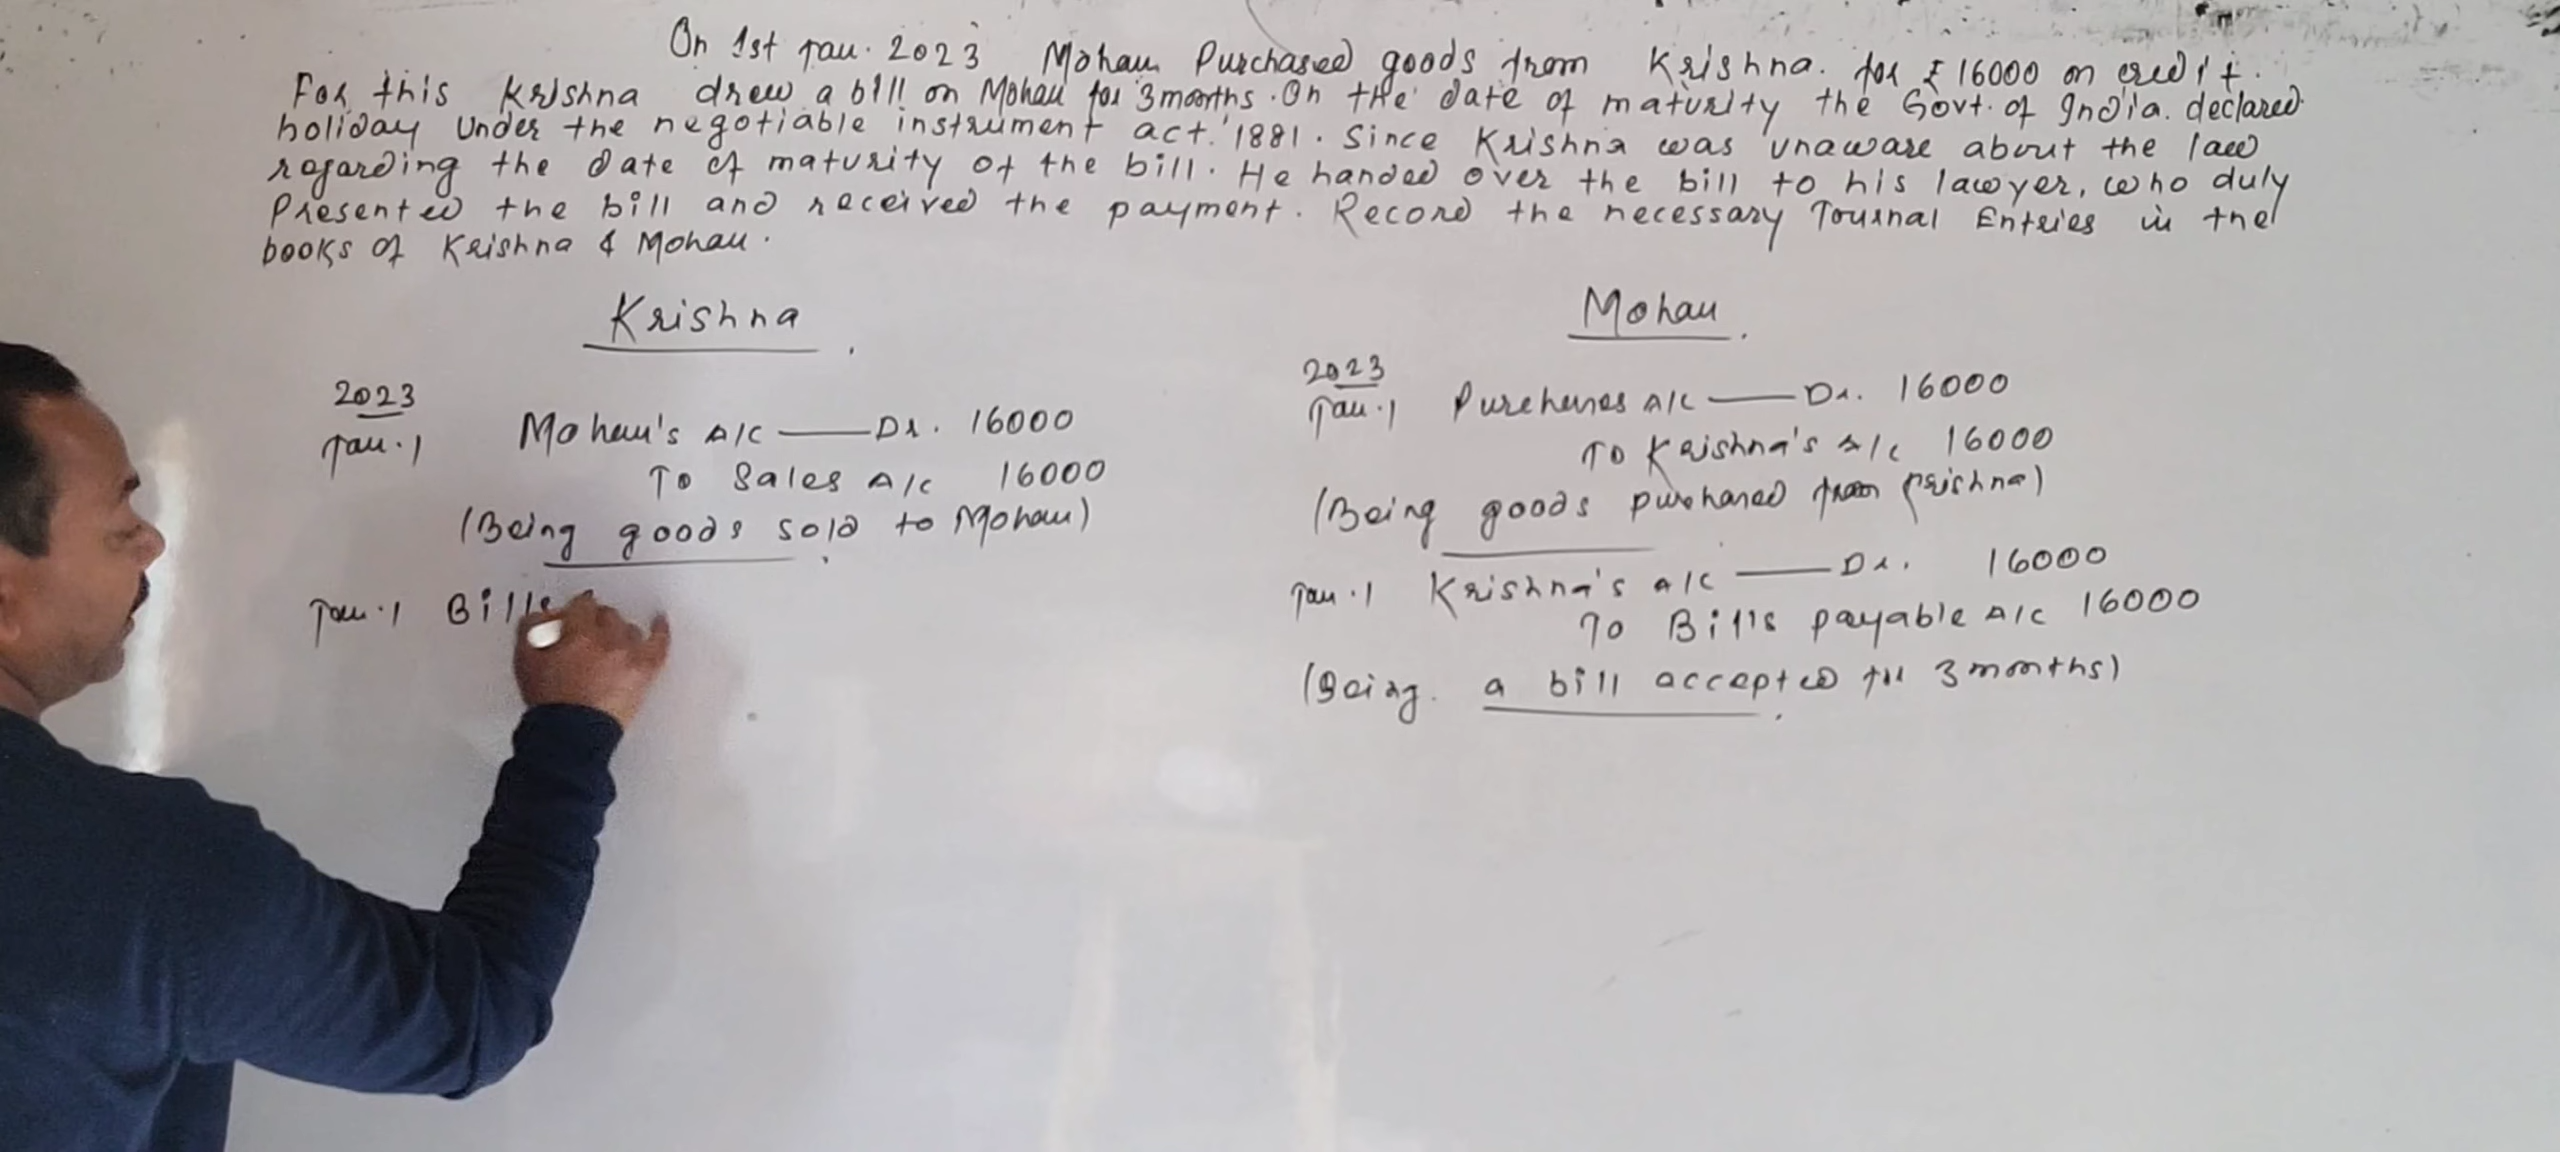 On 1st Jan. 2023 Mohan Purchased goods from Krishna. for ₹ 16000 on credit.
For this Krishna drew a bill on Mohan for 3 months. On the date of maturity the Govt. of India. declared
holiday Under the negotiable instrument act.' 1881. Since Krishna was unaware about the law
regarding the date of maturity of the bill. He handed over the bill to his lawyer, who duly
Presented the bill and received the payment. Record the necessary Journal Entries in the
books of Krishna & Mohan.
Krishna
2023
Jan. 1 Mohan's A/c — Dr. 16000
To Sales A/c 16000
(Being goods sold to Mohan)
Jan. 1 Bills
Mohan
2023
Jan. 1 Purchases A/c — Dr. 16000
To Krishna's A/c 16000
(Being goods purchased from Krishna)
Jan. 1 Krishna's A/c — Dr. 16000
To Bills payable A/c 16000
(Being. a bill accepted for 3 months)